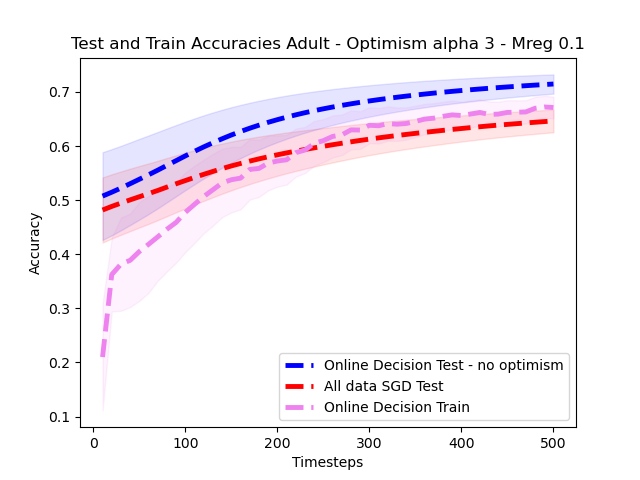 Test and Train Accuracies Adult - Optimism alpha 3 - Mreg 0.1
Accuracy
0.7
0.6
0.5
0.4
0.3
0.2
0.1
Online Decision Test - no optimism
All data SGD Test
Online Decision Train
0 100 200 300 400 500
Timesteps